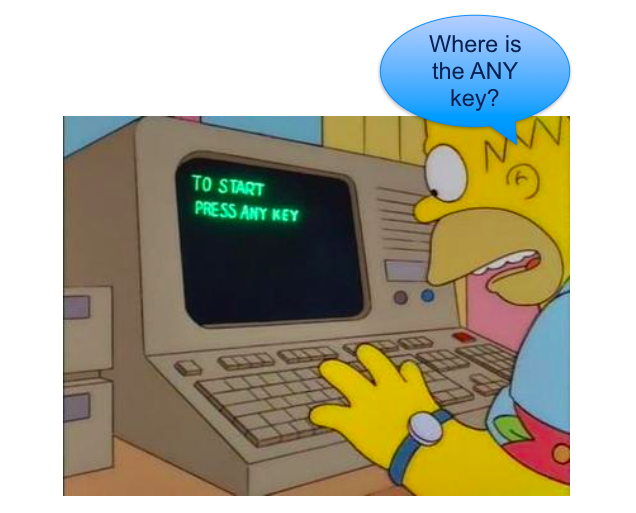 Where is
the ANY
key?
TO START
PRESS ANY KEY